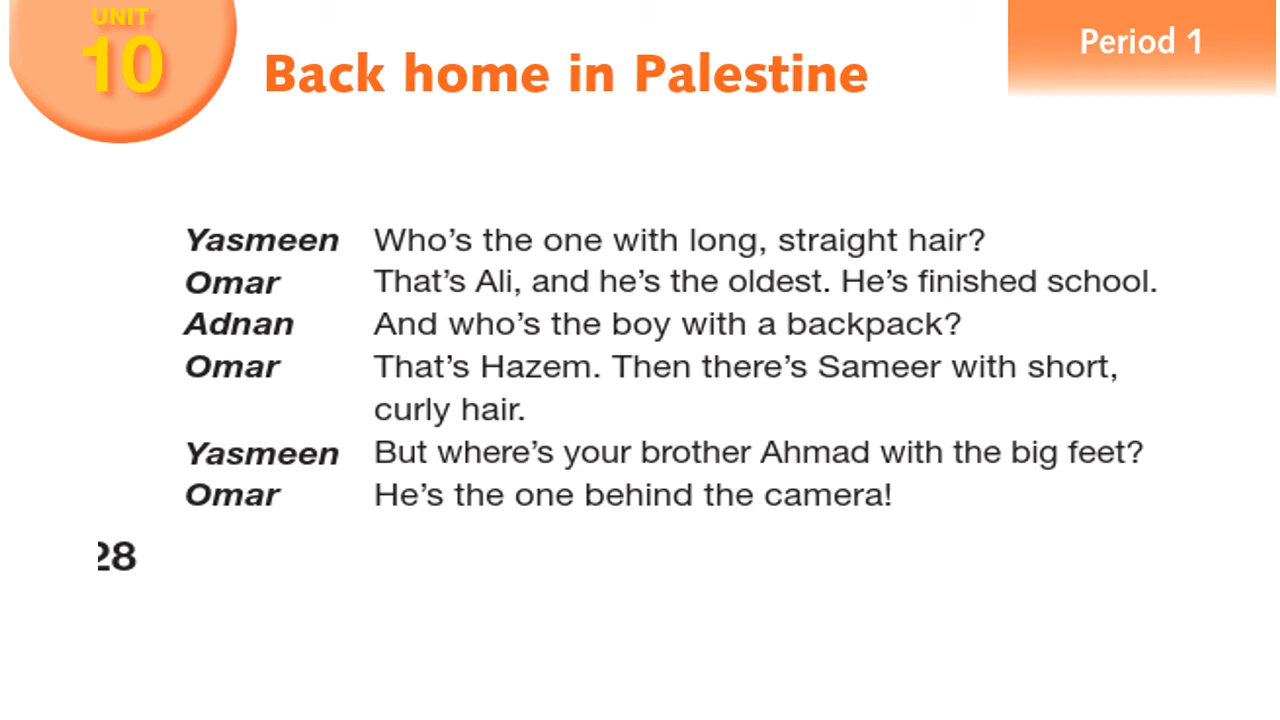 UNIT
10
Back home in Palestine
Period 1
Yasmeen Who's the one with long, straight hair?
Omar That's Ali, and he's the oldest. He's finished school.
Adnan And who's the boy with a backpack?
Omar That's Hazem. Then there's Sameer with short,
curly hair.
Yasmeen But where's your brother Ahmad with the big feet?
Omar He's the one behind the camera!
28